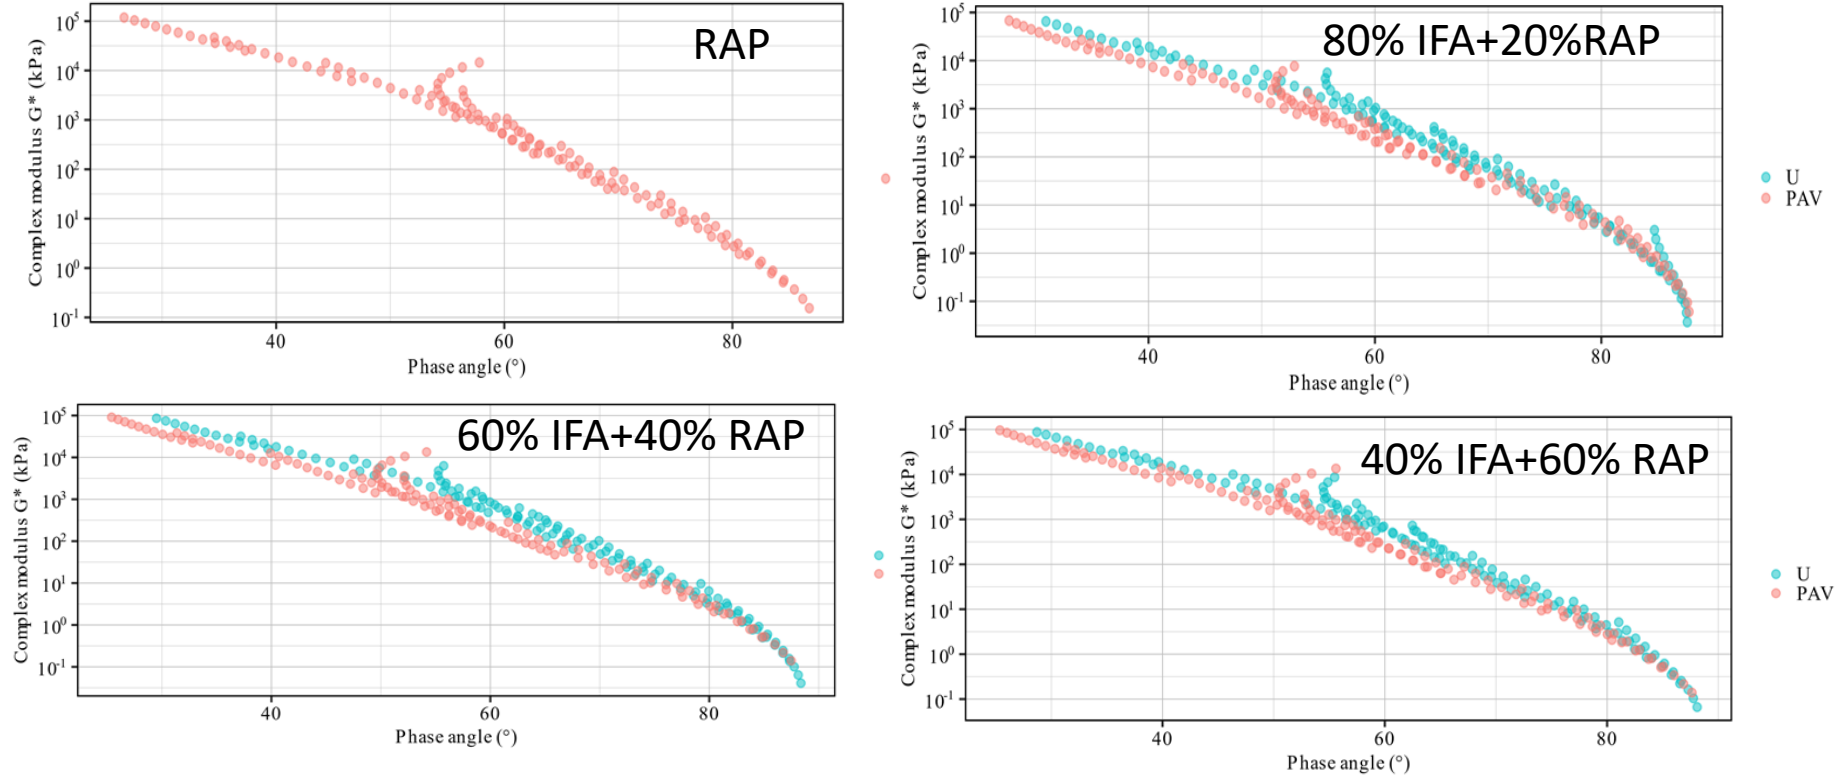 RAP
Complex modulus G* (kPa)
10^5
10^4
10^3
10^2
10^1
10^0
10^-1
40 60 80
Phase angle (°)
80% IFA+20%RAP
Complex modulus G* (kPa)
10^5
10^4
10^3
10^2
10^1
10^0
10^-1
40 60 80
Phase angle (°)
U
PAV
60% IFA+40% RAP
Complex modulus G* (kPa)
10^5
10^4
10^3
10^2
10^1
10^0
10^-1
40 60 80
Phase angle (°)
40% IFA+60% RAP
Complex modulus G* (kPa)
10^5
10^4
10^3
10^2
10^1
10^0
10^-1
40 60 80
Phase angle (°)
U
PAV